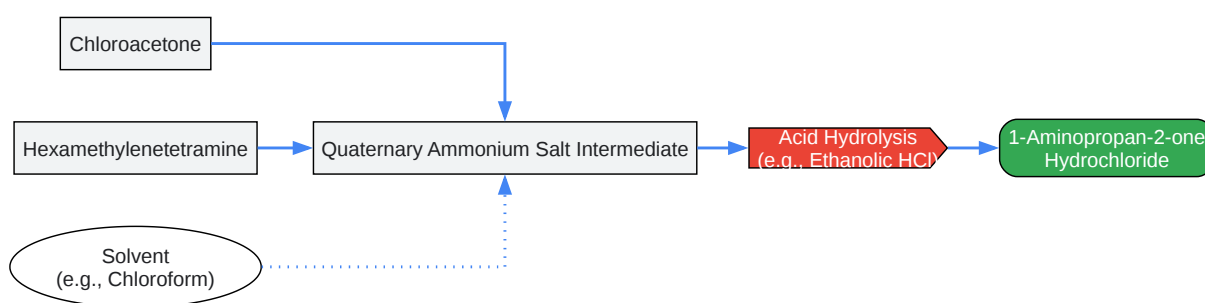 Chloroacetone
Hexamethylenetetramine
Quaternary Ammonium Salt Intermediate
Acid Hydrolysis
(e.g., Ethanolic HCl)
1-Aminopropan-2-one
Hydrochloride
Solvent
(e.g., Chloroform)